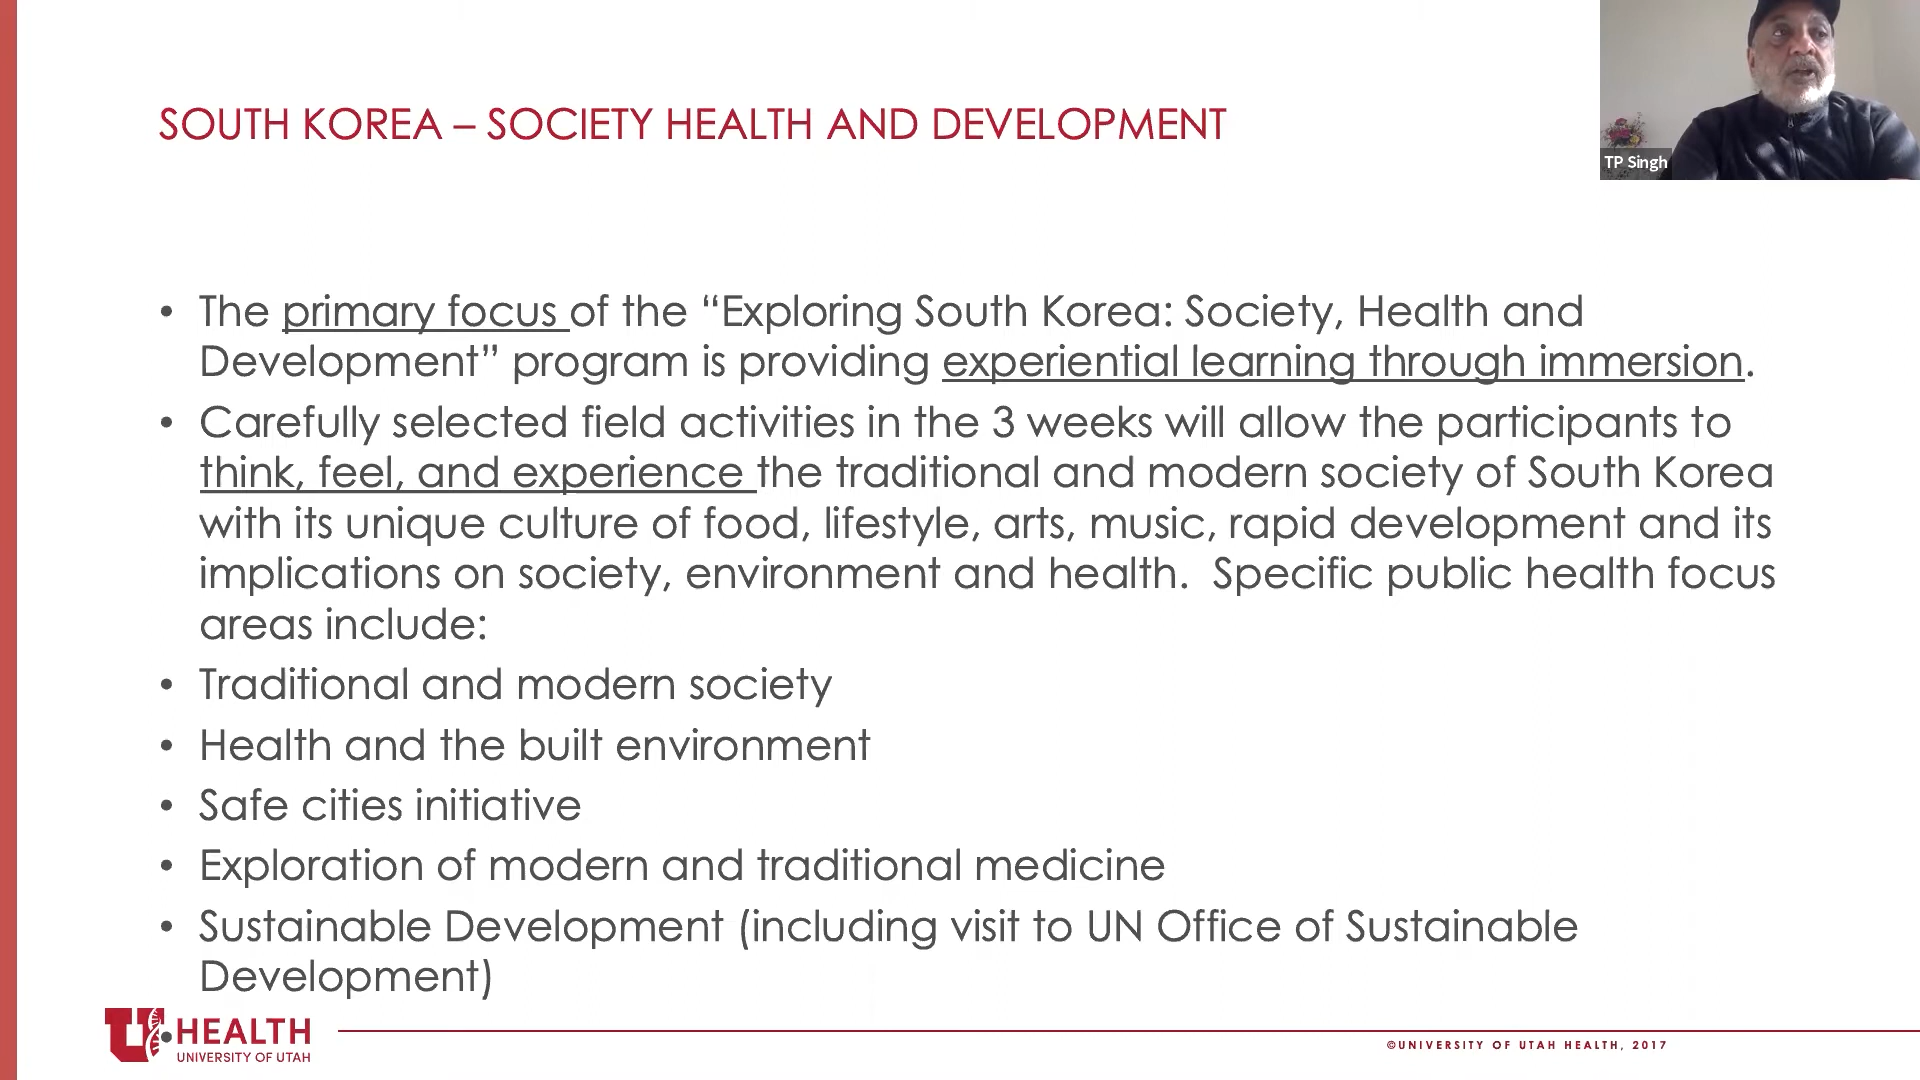 SOUTH KOREA – SOCIETY HEALTH AND DEVELOPMENT
TP Singh
• The primary focus of the “Exploring South Korea: Society, Health and
Development” program is providing experiential learning through immersion.
• Carefully selected field activities in the 3 weeks will allow the participants to
think, feel, and experience the traditional and modern society of South Korea
with its unique culture of food, lifestyle, arts, music, rapid development and its
implications on society, environment and health.  Specific public health focus
areas include:
• Traditional and modern society
• Health and the built environment
• Safe cities initiative
• Exploration of modern and traditional medicine
• Sustainable Development (including visit to UN Office of Sustainable
Development)
U HEALTH
UNIVERSITY OF UTAH
©UNIVERSITY OF UTAH HEALTH, 2017